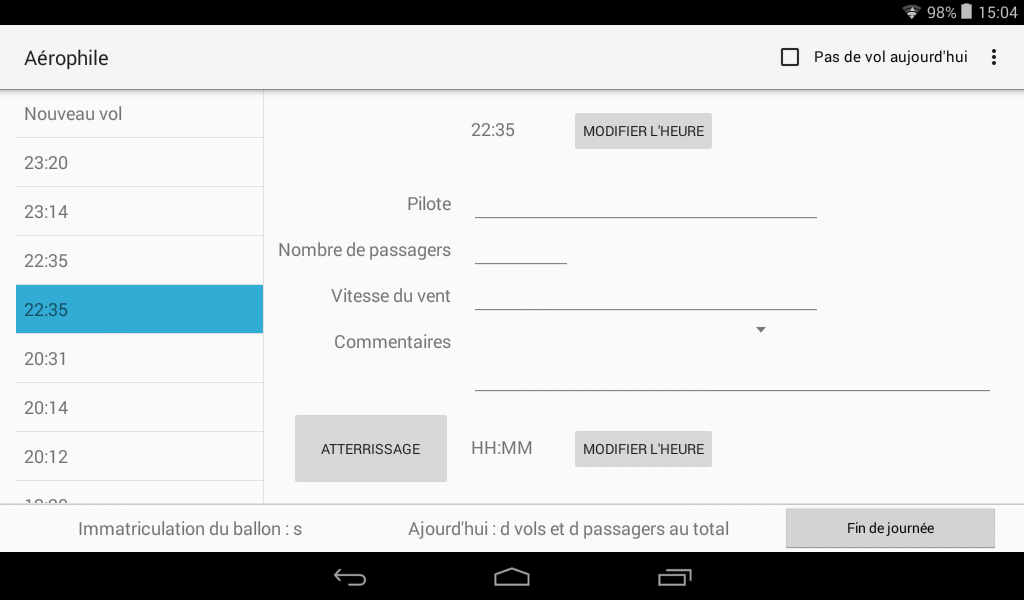 98% 15:04
Aérophile
Pas de vol aujourd'hui
Nouveau vol
23:20
23:14
22:35
22:35
20:31
20:14
20:12
22:35
MODIFIER L'HEURE
Pilote
Nombre de passagers
Vitesse du vent
Commentaires
ATTERRISSAGE
HH:MM
MODIFIER L'HEURE
Immatriculation du ballon : s
Ajourd'hui : d vols et d passagers au total
Fin de journée